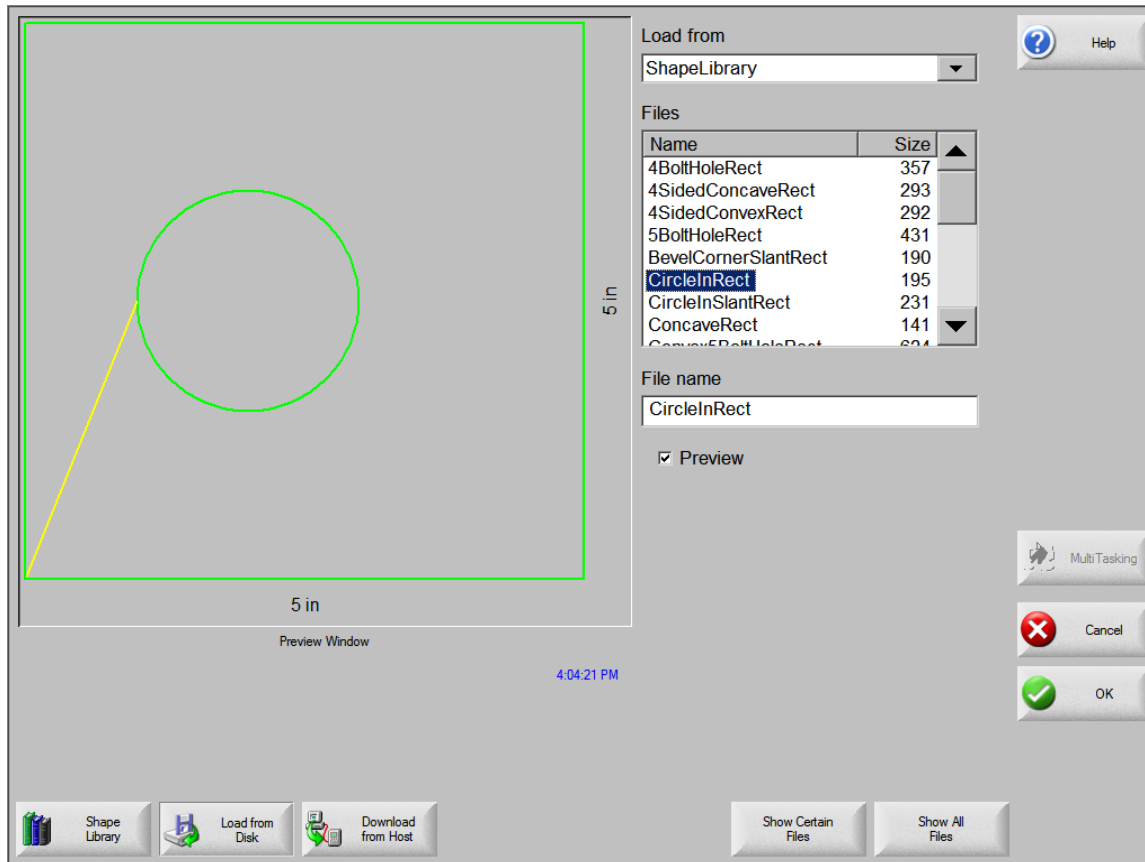 Load from
ShapeLibrary
Files
Name Size
4BoltHoleRect 357
4SidedConcaveRect 293
4SidedConvexRect 292
5BoltHoleRect 431
BevelCornerSlantRect 190
CircleInRect 195
CircleInSlantRect 231
ConcaveRect 141
Convex5BoltHoleRect 624
File name
CircleInRect
Preview
5 in
5 in
Preview Window
4:04:21 PM
Help
MultiTasking
Cancel
OK
Shape
Library
Load from
Disk
Download
from Host
Show Certain
Files
Show All
Files